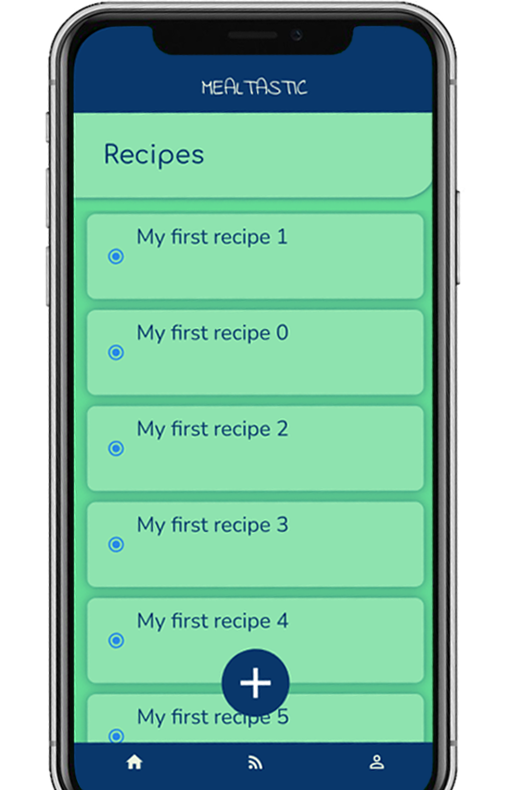 MEALTASTIC
Recipes
My first recipe 1
My first recipe 0
My first recipe 2
My first recipe 3
My first recipe 4
My first recipe 5